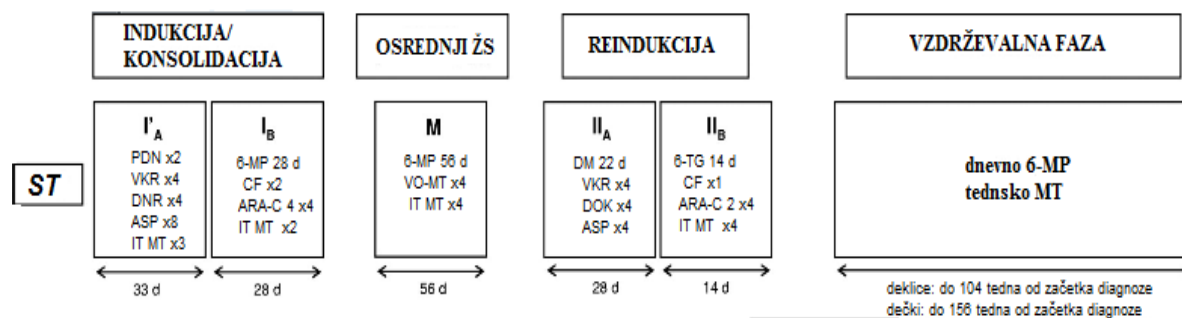 INDUKCIJA/
KONSOLIDACIJA
OSREDNJI ŽS
REINDUKCIJA
VZDRŽEVALNA FAZA
ST
I'A
PDN x2
VKR x4
DNR x4
ASP x8
IT MT x3
33 d
IB
6-MP 28 d
CF x2
ARA-C 4 x4
IT MT x2
28 d
M
6-MP 56 d
VO-MT x4
IT MT x4
56 d
IIA
DM 22 d
VKR x4
DOK x4
ASP x4
28 d
IIB
6-TG 14 d
CF x1
ARA-C 2 x4
IT MT x4
14 d
dnevno 6-MP
tednsko MT
deklice: do 104 tedna od začetka diagnoze
dečki: do 156 tedna od začetka diagnoze